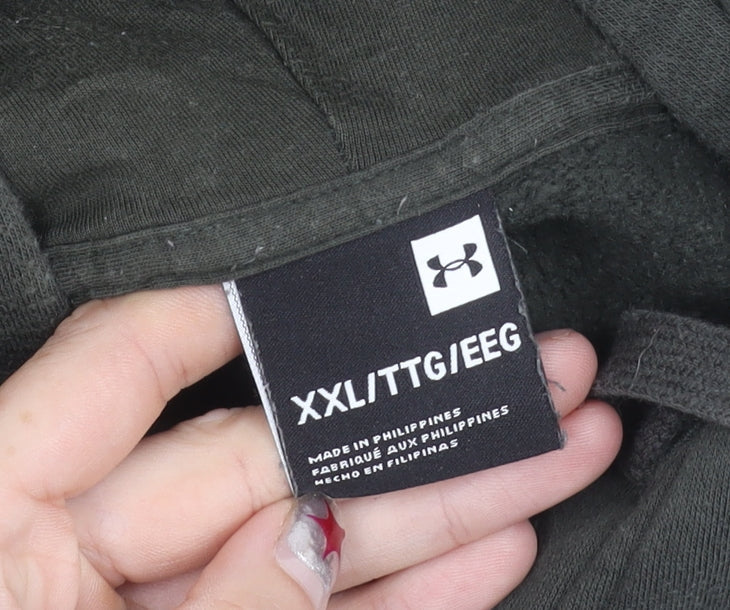 XXL/TTG/EEG
MADE IN PHILIPPINES
FABRIQUÉ AUX PHILIPPINES
HECHO EN FILIPINAS